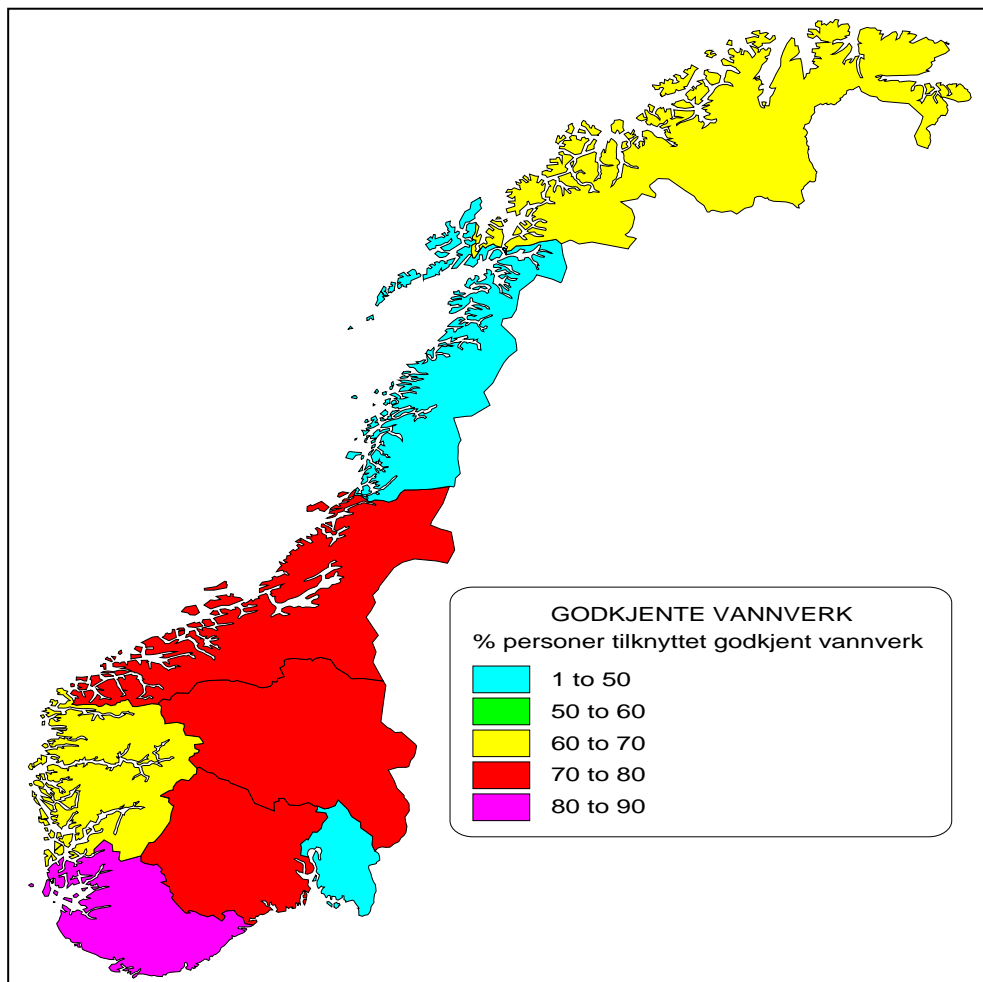 GODKJENTE VANNVERK
% personer tilknyttet godkjent vannverk
1 to 50
50 to 60
60 to 70
70 to 80
80 to 90